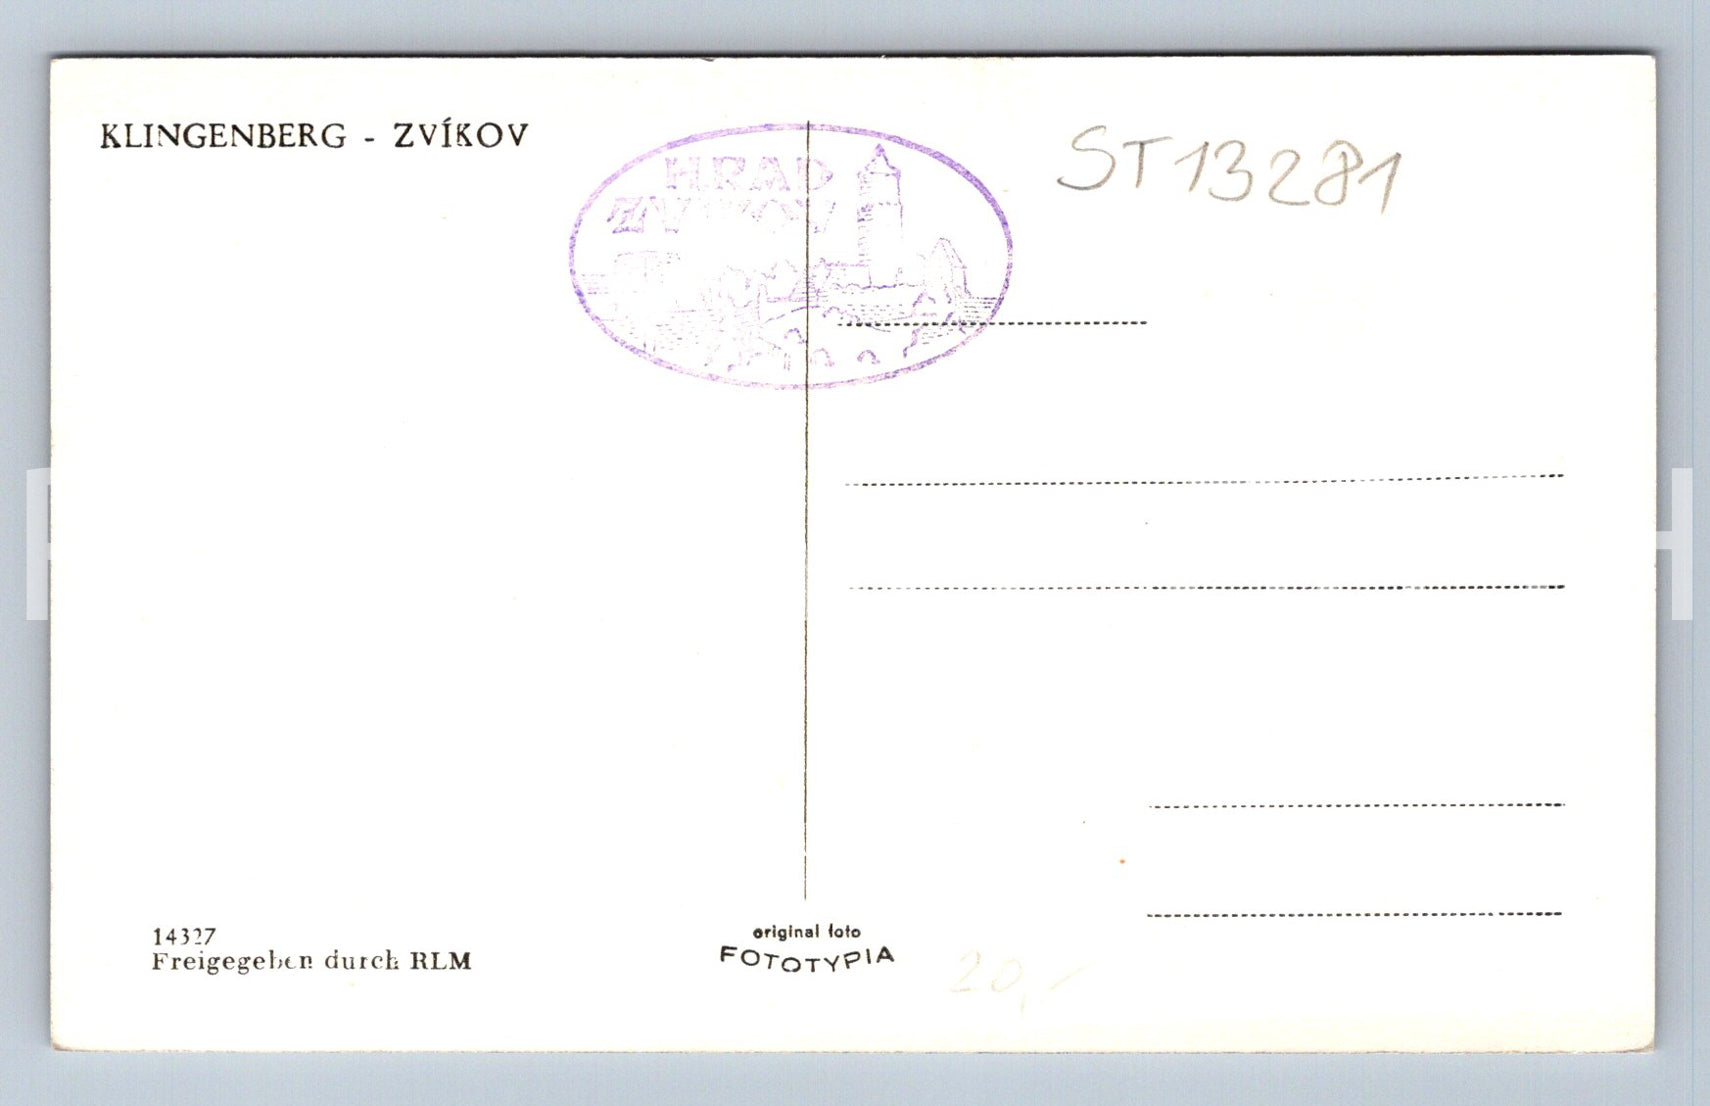 KLINGENBERG - ZVÍKOV
HRAD
ZVÍKOV
ST13281
14327
Freigegeben durch RLM
original foto
FOTOTYPIA
20,-
H